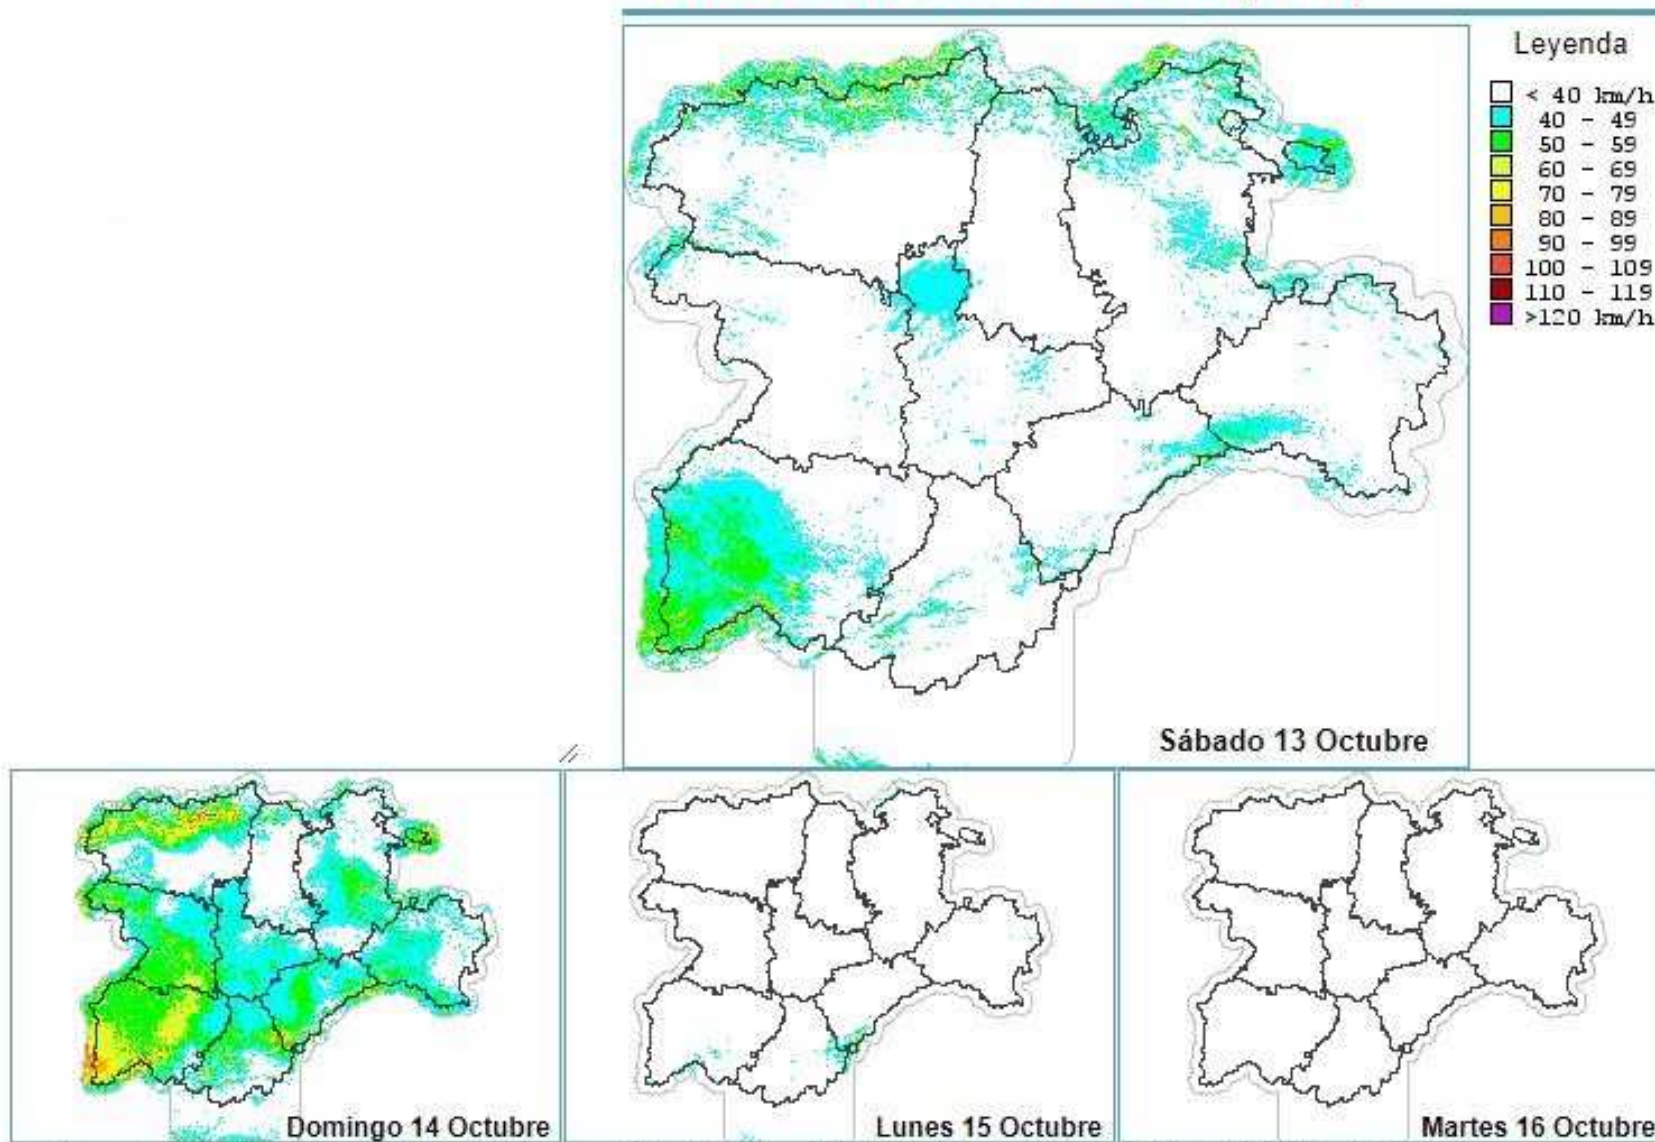 Leyenda
< 40 km/h
40 - 49
50 - 59
60 - 69
70 - 79
80 - 89
90 - 99
100 - 109
110 - 119
>120 km/h
Sábado 13 Octubre
Domingo 14 Octubre
Lunes 15 Octubre
Martes 16 Octubre